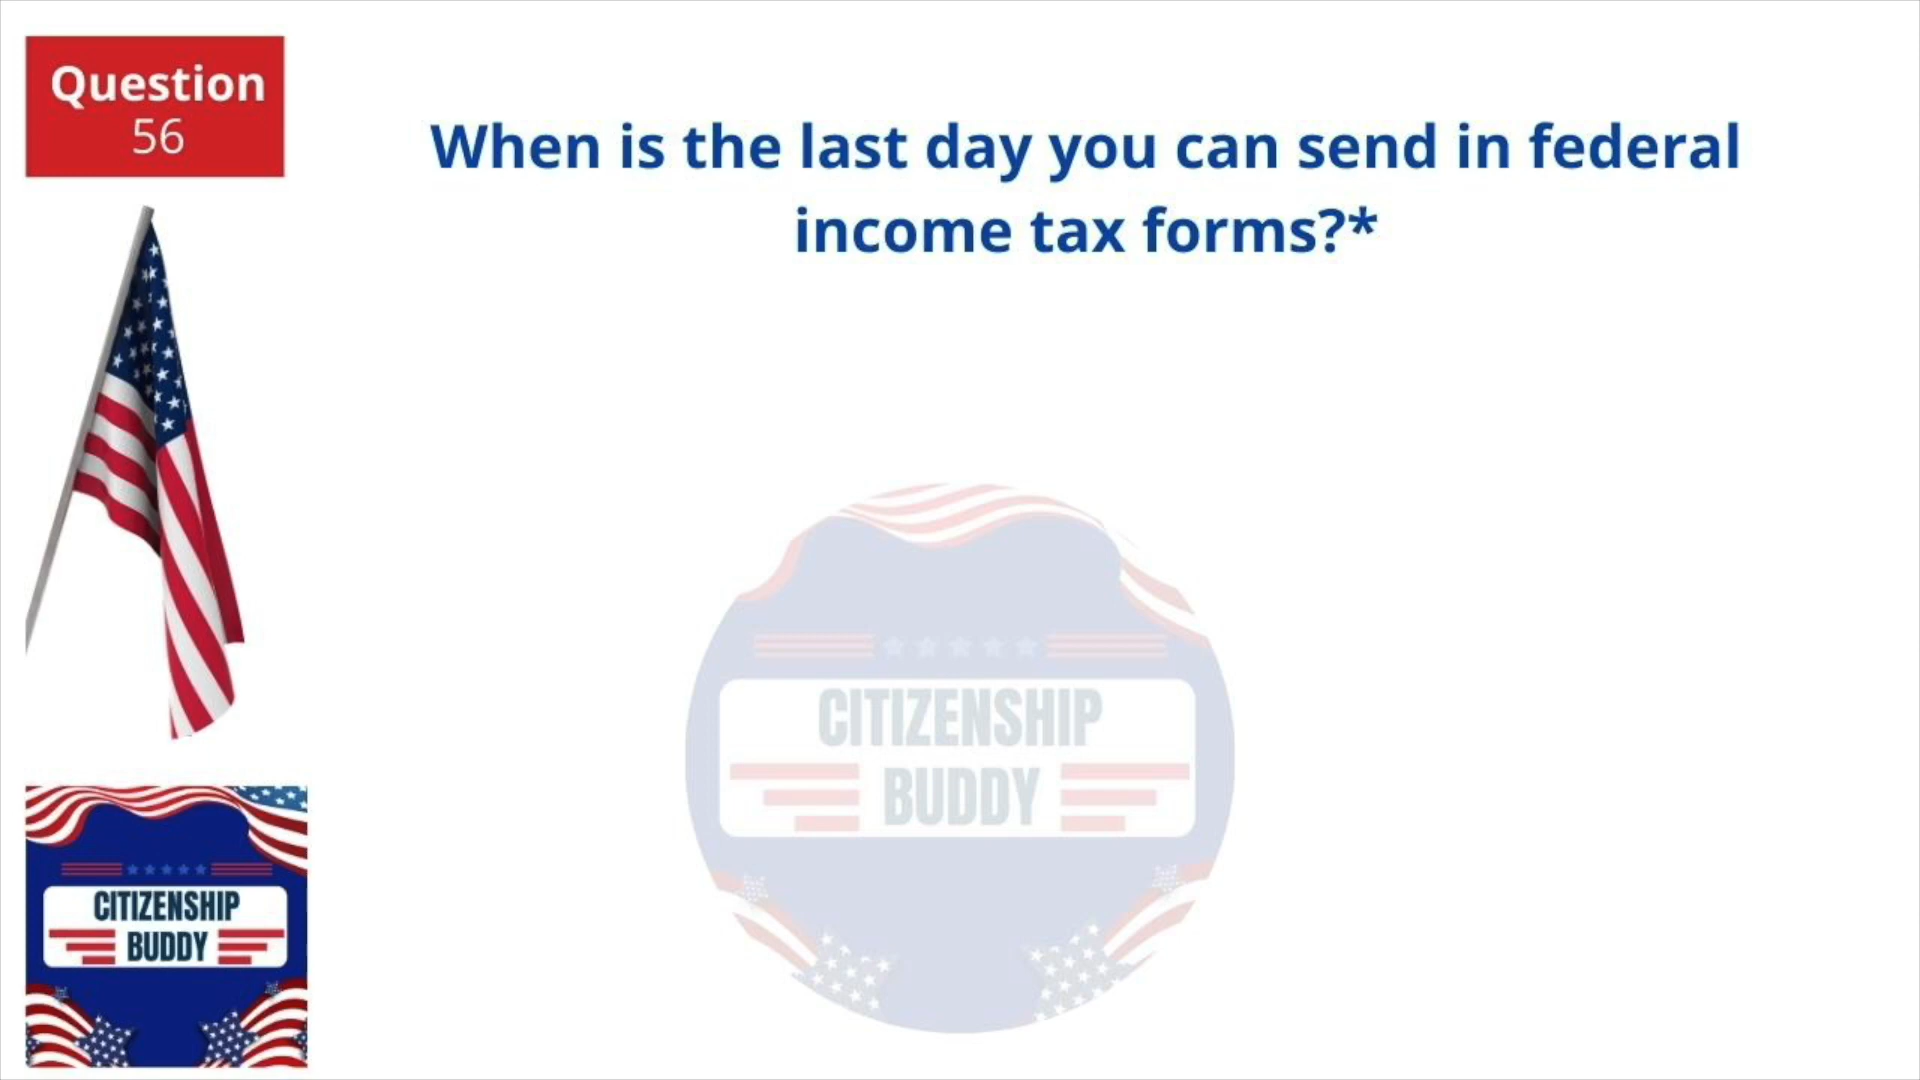 Question
56
When is the last day you can send in federal
income tax forms?*
CITIZENSHIP
BUDDY
CITIZENSHIP
BUDDY